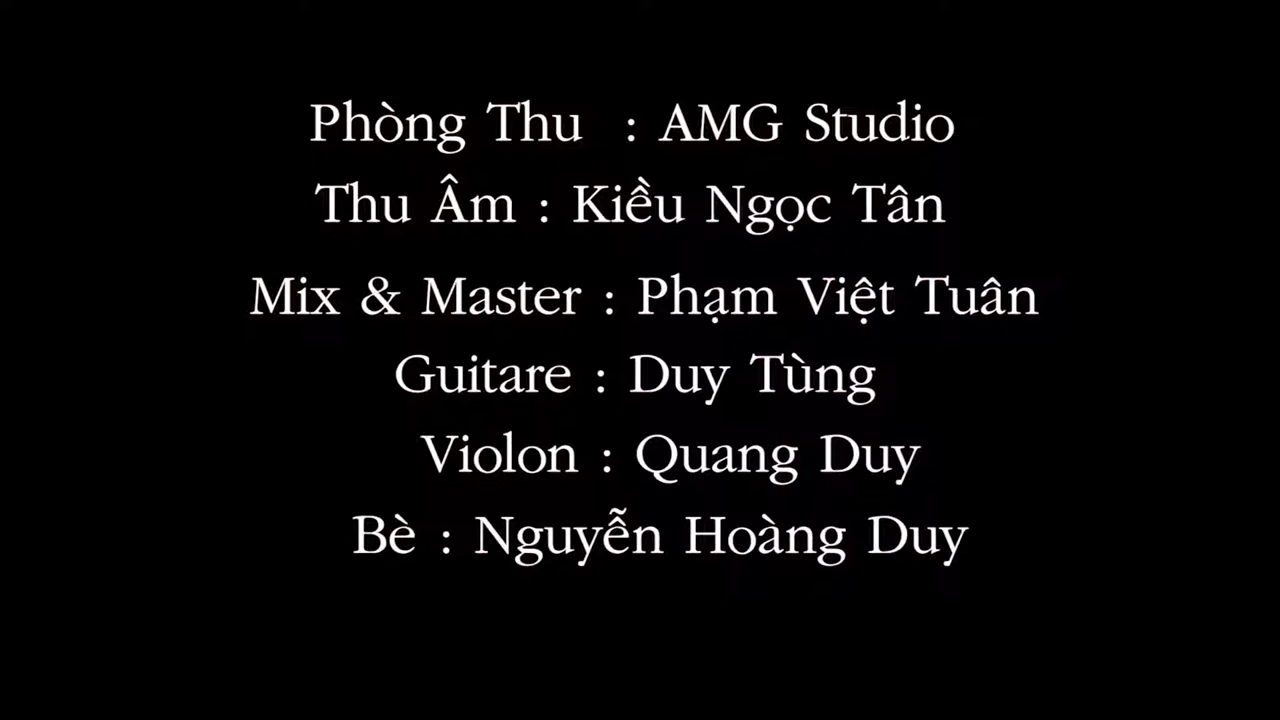 Phòng Thu : AMG Studio
Thu Âm : Kiều Ngọc Tân
Mix & Master : Phạm Việt Tuân
Guitare : Duy Tùng
Violon : Quang Duy
Bè : Nguyễn Hoàng Duy